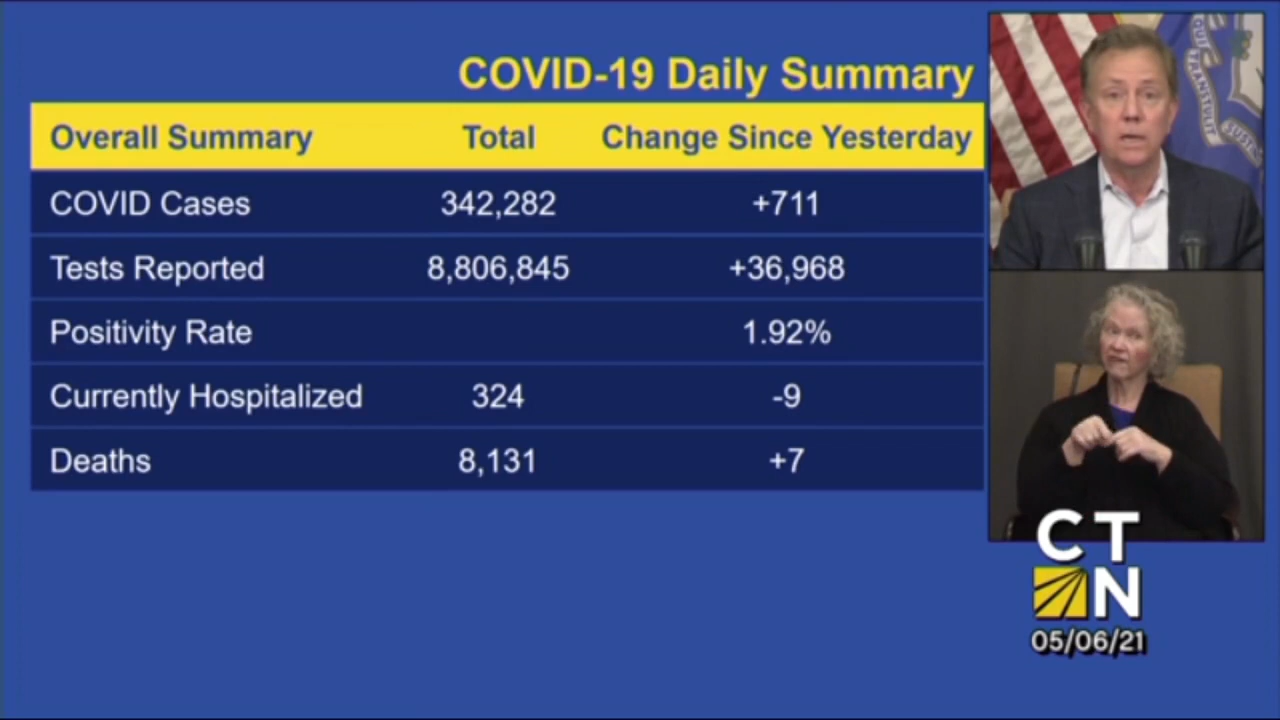 COVID-19 Daily Summary
Overall Summary Total Change Since Yesterday
COVID Cases 342,282 +711
Tests Reported 8,806,845 +36,968
Positivity Rate 1.92%
Currently Hospitalized 324 -9
Deaths 8,131 +7
CT
N
05/06/21